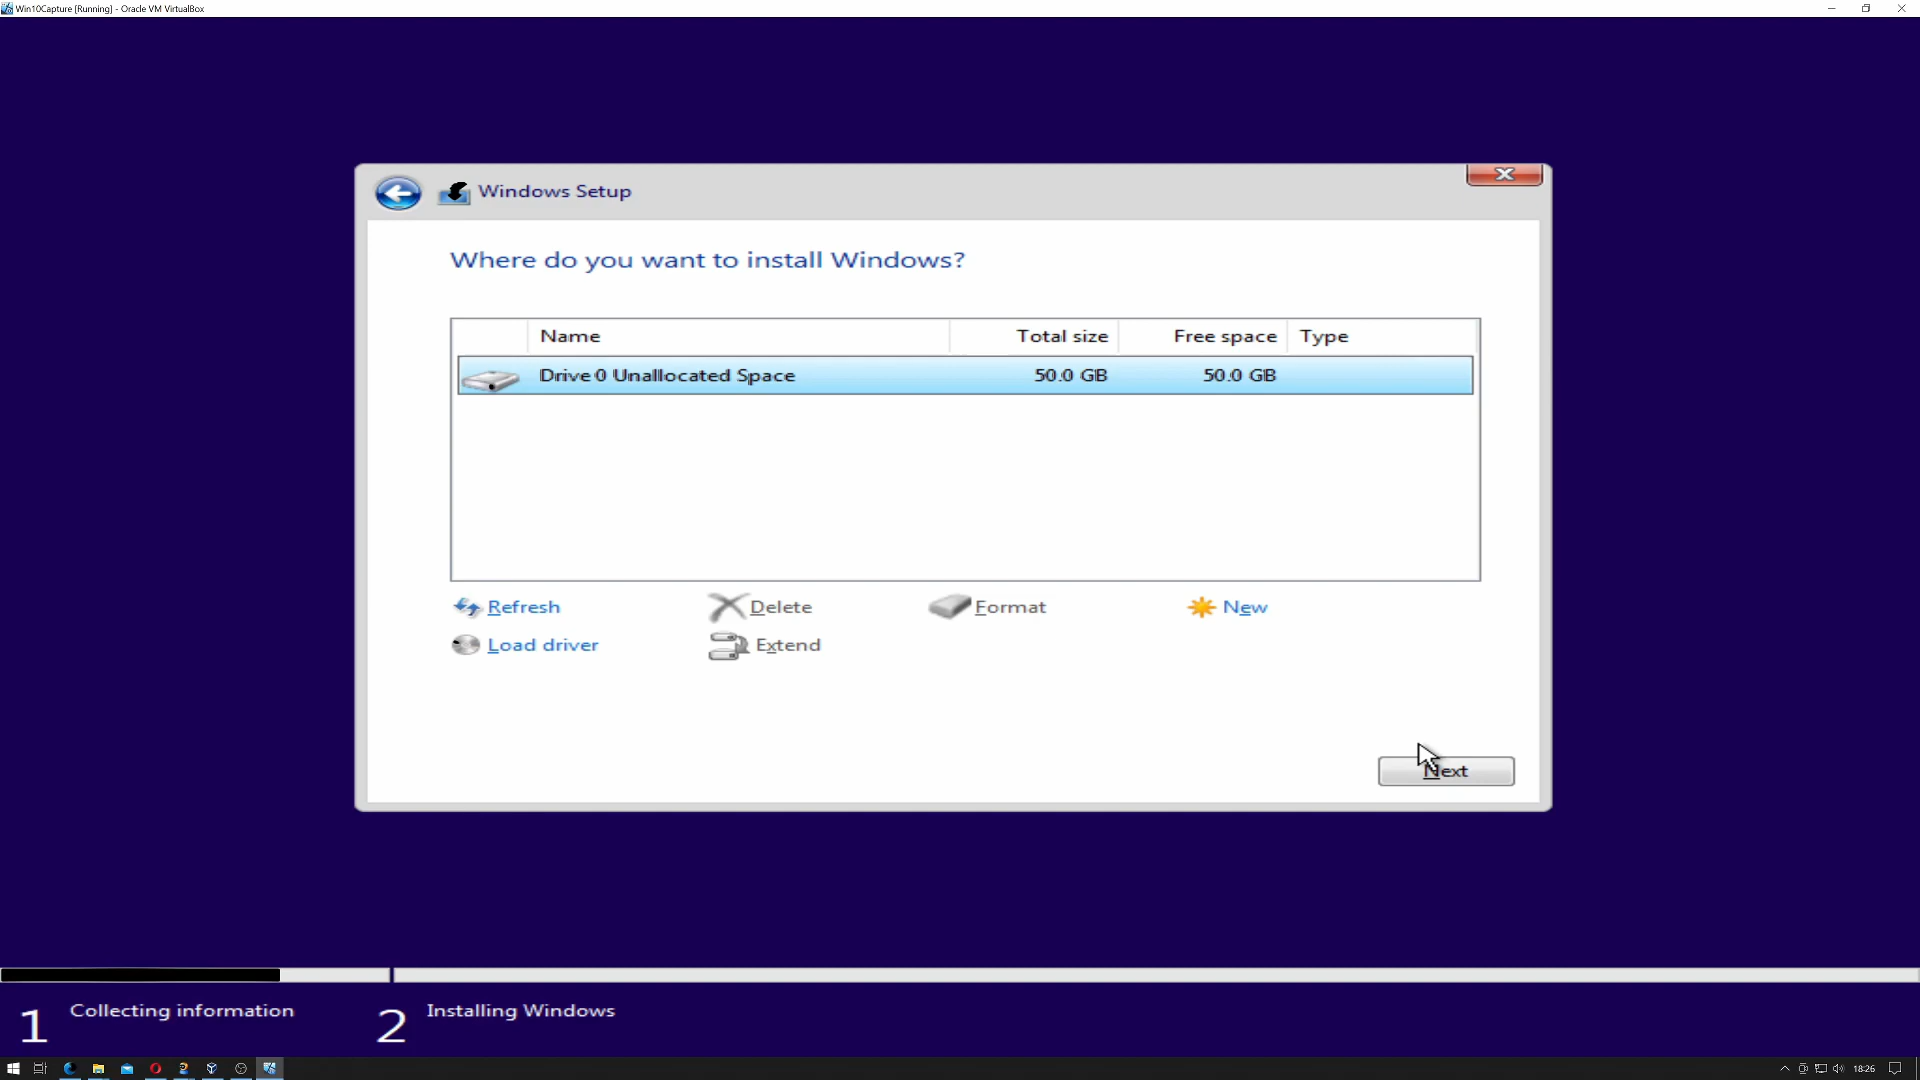 Win10Capture [Running] - Oracle VM VirtualBox
Windows Setup
Where do you want to install Windows?
Name Total size Free space Type
Drive 0 Unallocated Space 50.0 GB 50.0 GB
Refresh Delete Format New
Load driver Extend
Next
1 Collecting information 2 Installing Windows
18:26